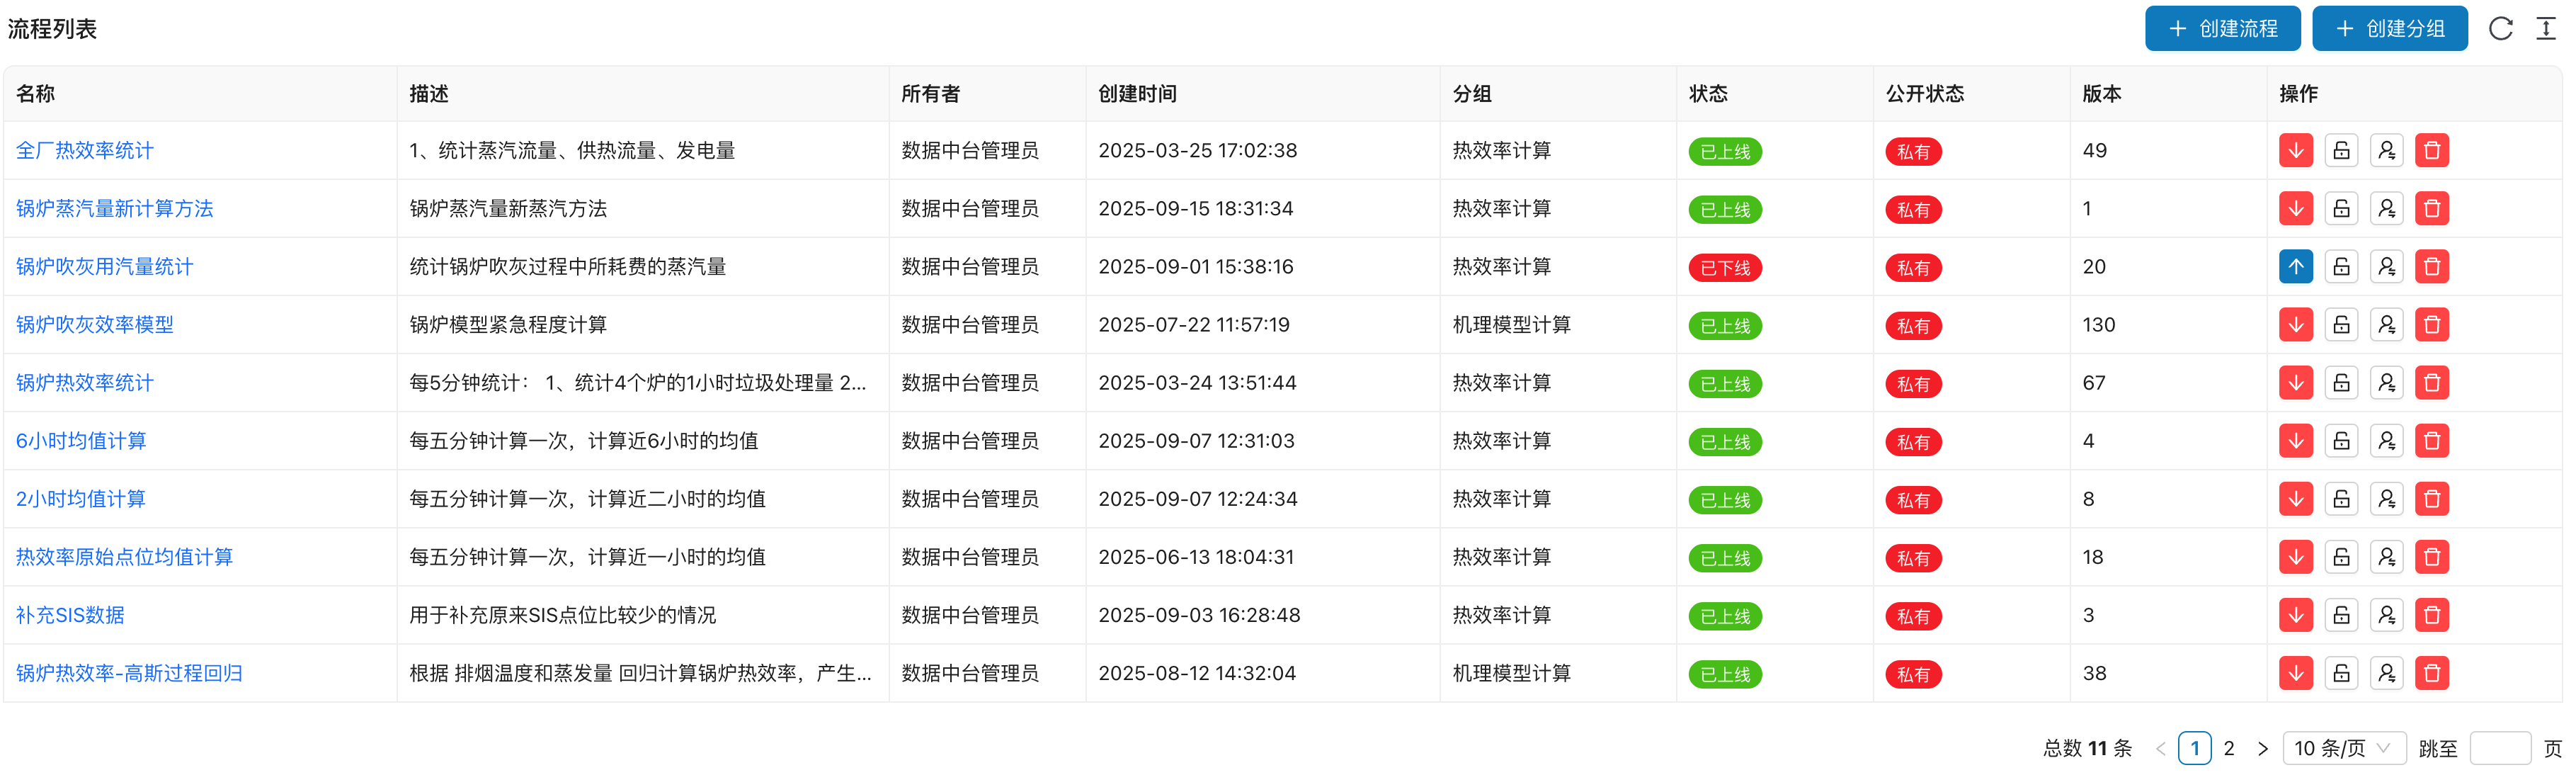 流程列表
创建流程 创建分组
名称 描述 所有者 创建时间 分组 状态 公开状态 版本 操作
全厂热效率统计 1、统计蒸汽流量、供热流量、发电量 数据中台管理员 2025-03-25 17:02:38 热效率计算 已上线 私有 49
锅炉蒸汽量新计算方法 锅炉蒸汽量新蒸汽方法 数据中台管理员 2025-09-15 18:31:34 热效率计算 已上线 私有 1
锅炉吹灰用汽量统计 统计锅炉吹灰过程中所耗费的蒸汽量 数据中台管理员 2025-09-01 15:38:16 热效率计算 已下线 私有 20
锅炉吹灰效率模型 锅炉模型紧急程度计算 数据中台管理员 2025-07-22 11:57:19 机理模型计算 已上线 私有 130
锅炉热效率统计 每5分钟统计： 1、统计4个炉的1小时垃圾处理量 2... 数据中台管理员 2025-03-24 13:51:44 热效率计算 已上线 私有 67
6小时均值计算 每五分钟计算一次，计算近6小时的均值 数据中台管理员 2025-09-07 12:31:03 热效率计算 已上线 私有 4
2小时均值计算 每五分钟计算一次，计算近二小时的均值 数据中台管理员 2025-09-07 12:24:34 热效率计算 已上线 私有 8
热效率原始点位均值计算 每五分钟计算一次，计算近一小时的均值 数据中台管理员 2025-06-13 18:04:31 热效率计算 已上线 私有 18
补充SIS数据 用于补充原来SIS点位比较少的情况 数据中台管理员 2025-09-03 16:28:48 热效率计算 已上线 私有 3
锅炉热效率-高斯过程回归 根据 排烟温度和蒸发量 回归计算锅炉热效率，产生... 数据中台管理员 2025-08-12 14:32:04 机理模型计算 已上线 私有 38
总数 11 条 1 2 10 条/页 跳至 页